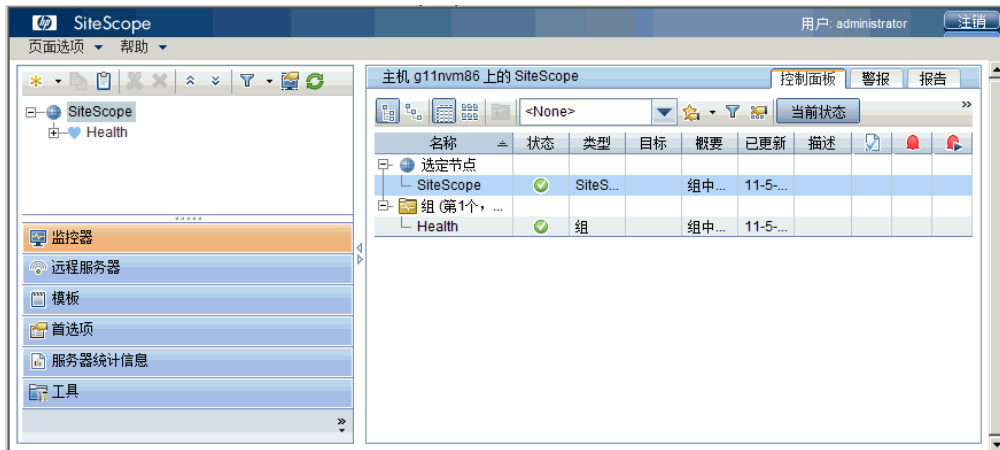 hp SiteScope 用户: administrator 注销
页面选项 帮助
SiteScope
Health
监控器
远程服务器
模板
首选项
服务器统计信息
工具
主机 g11nvm86 上的 SiteScope 控制面板 警报 报告
<None> 当前状态
名称 状态 类型 目标 概要 已更新 描述
选定节点
SiteScope SiteS... 组中... 11-5-...
组 (第1个，...
Health 组 组中... 11-5-...